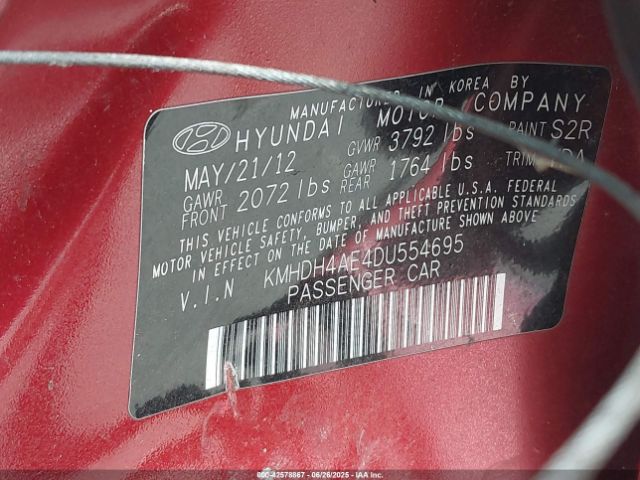 MANUFACTURED IN KOREA BY
HYUNDAI MOTOR COMPANY
MAY/21/12 GVWR 3792 lbs PAINT S2R
GAWR FRONT 2072 lbs GAWR REAR 1764 lbs TRIM
THIS VEHICLE CONFORMS TO ALL APPLICABLE U.S.A. FEDERAL
MOTOR VEHICLE SAFETY, BUMPER, AND THEFT PREVENTION STANDARDS
IN EFFECT ON THE DATE OF MANUFACTURE SHOWN ABOVE
V.I.N KMHDH4AE4DU554695
PASSENGER CAR
000-42578867 06/26/2025 IAA Inc.